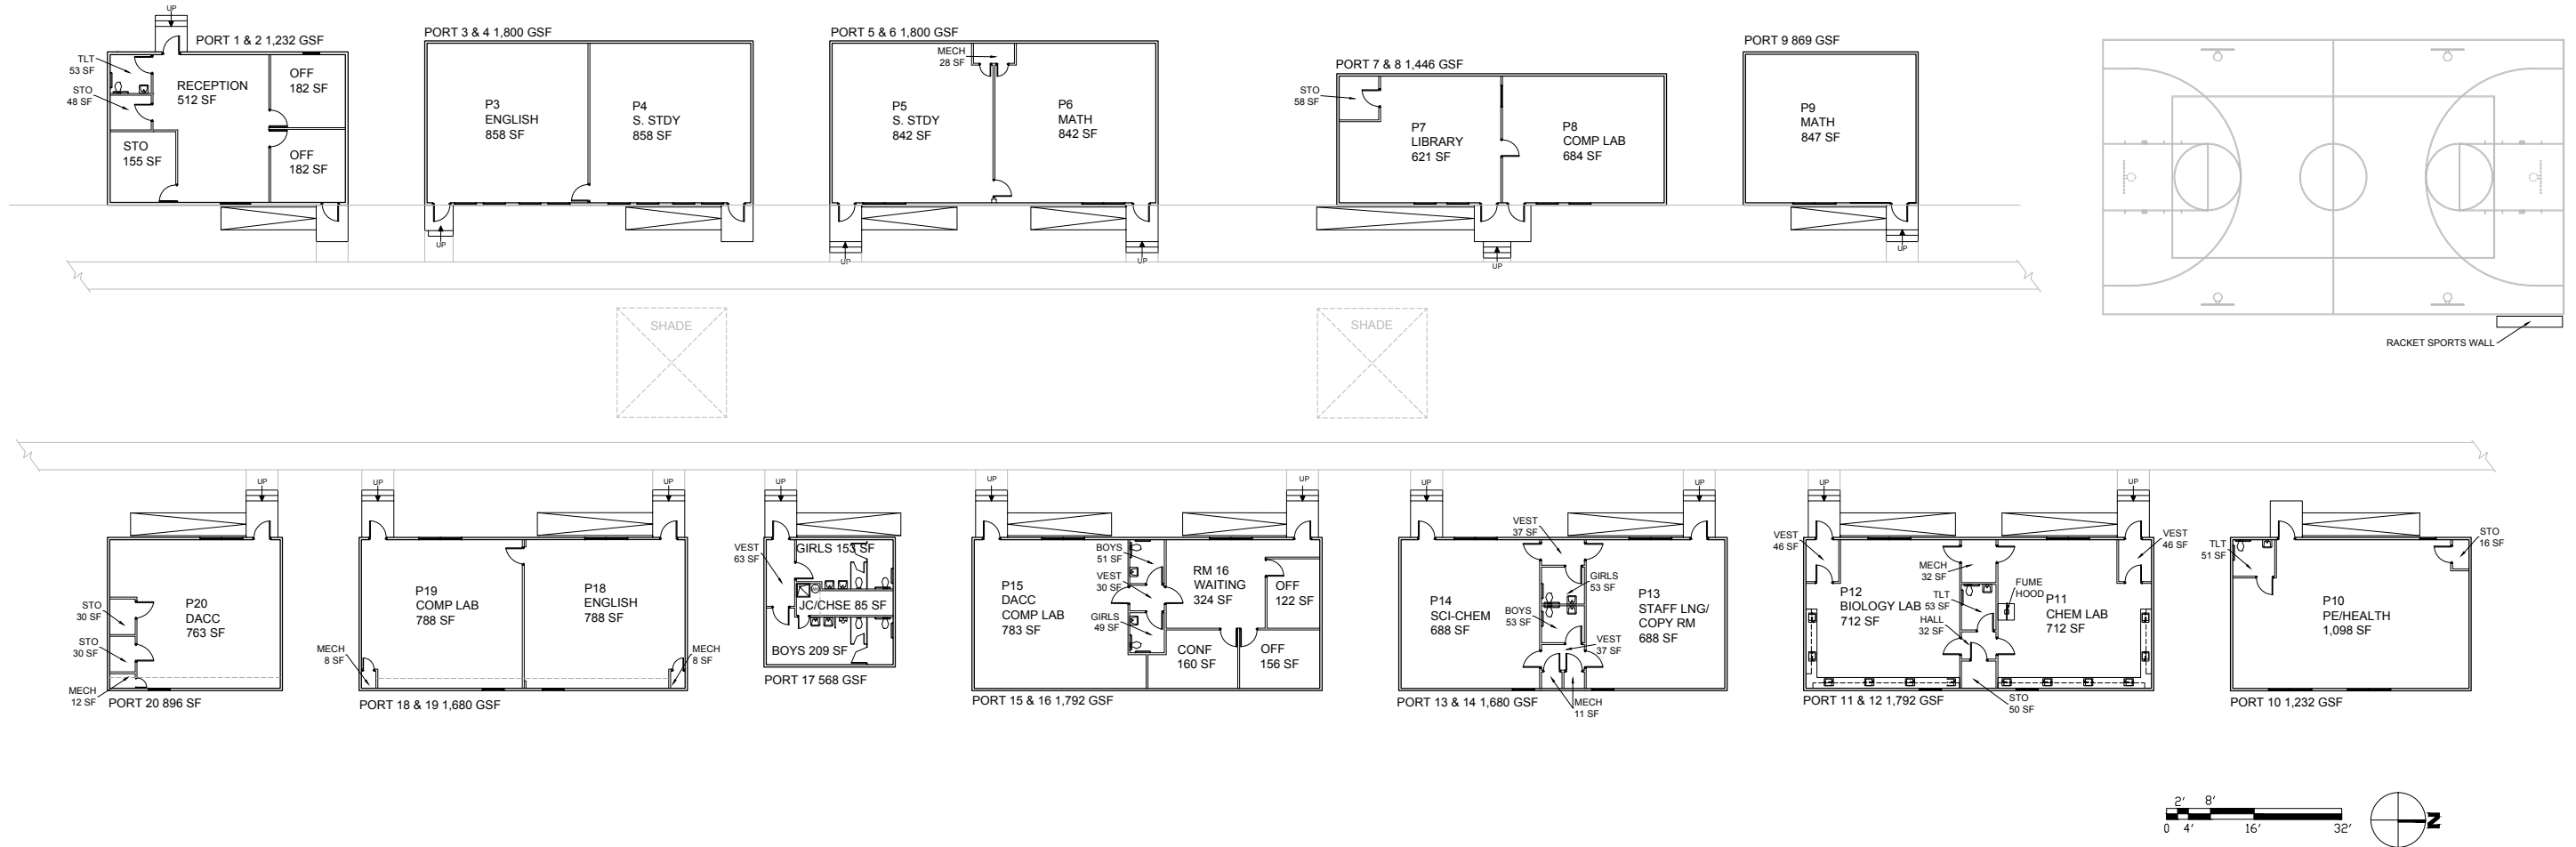 UP
PORT 1 & 2 1,232 GSF
TLT
53 SF
STO
48 SF
RECEPTION
512 SF
OFF
182 SF
STO
155 SF
OFF
182 SF
PORT 3 & 4 1,800 GSF
P3
ENGLISH
858 SF
P4
S. STDY
858 SF
UP
PORT 5 & 6 1,800 GSF
MECH
28 SF
P5
S. STDY
842 SF
P6
MATH
842 SF
UP
UP
PORT 7 & 8 1,446 GSF
STO
58 SF
P7
LIBRARY
621 SF
P8
COMP LAB
684 SF
UP
PORT 9 869 GSF
P9
MATH
847 SF
UP
RACKET SPORTS WALL
SHADE
SHADE
UP
STO
30 SF
STO
30 SF
MECH
12 SF
P20
DACC
763 SF
PORT 20 896 SF
UP
UP
P19
COMP LAB
788 SF
P18
ENGLISH
788 SF
MECH
8 SF
MECH
8 SF
PORT 18 & 19 1,680 GSF
UP
VEST
63 SF
GIRLS 153 SF
JC/CHSE 85 SF
BOYS 209 SF
PORT 17 568 GSF
UP
UP
P15
DACC
COMP LAB
783 SF
BOYS
51 SF
VEST
30 SF
GIRLS
49 SF
RM 16
WAITING
324 SF
OFF
122 SF
CONF
160 SF
OFF
156 SF
PORT 15 & 16 1,792 GSF
UP
UP
VEST
37 SF
P14
SCI-CHEM
688 SF
GIRLS
53 SF
BOYS
53 SF
VEST
37 SF
P13
STAFF LNG/
COPY RM
688 SF
MECH
11 SF
PORT 13 & 14 1,680 GSF
UP
UP
VEST
46 SF
VEST
46 SF
P12
BIOLOGY LAB
712 SF
MECH
32 SF
TLT
53 SF
HALL
32 SF
FUME
HOOD
P11
CHEM LAB
712 SF
STO
50 SF
PORT 11 & 12 1,792 GSF
TLT
51 SF
STO
16 SF
P10
PE/HEALTH
1,098 SF
PORT 10 1,232 GSF
2' 8'
0 4' 16' 32'
N